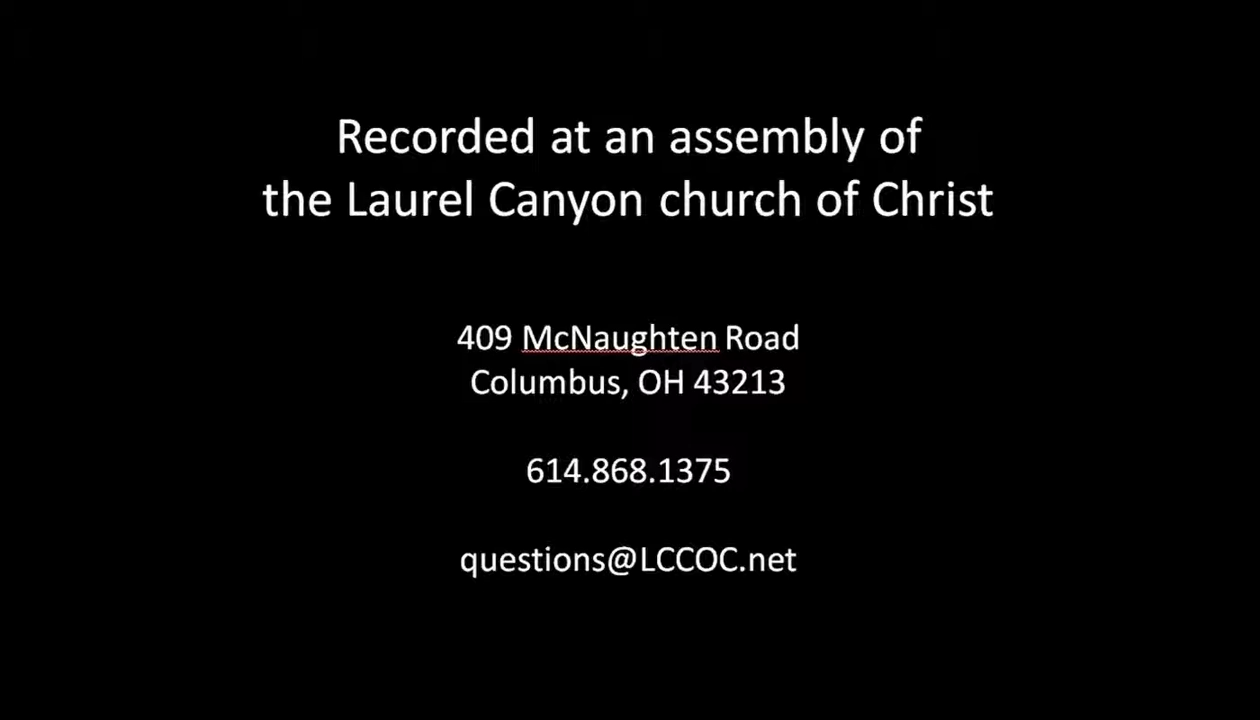 Recorded at an assembly of
the Laurel Canyon church of Christ
409 McNaughten Road
Columbus, OH 43213
614.868.1375
questions@LCCOC.net